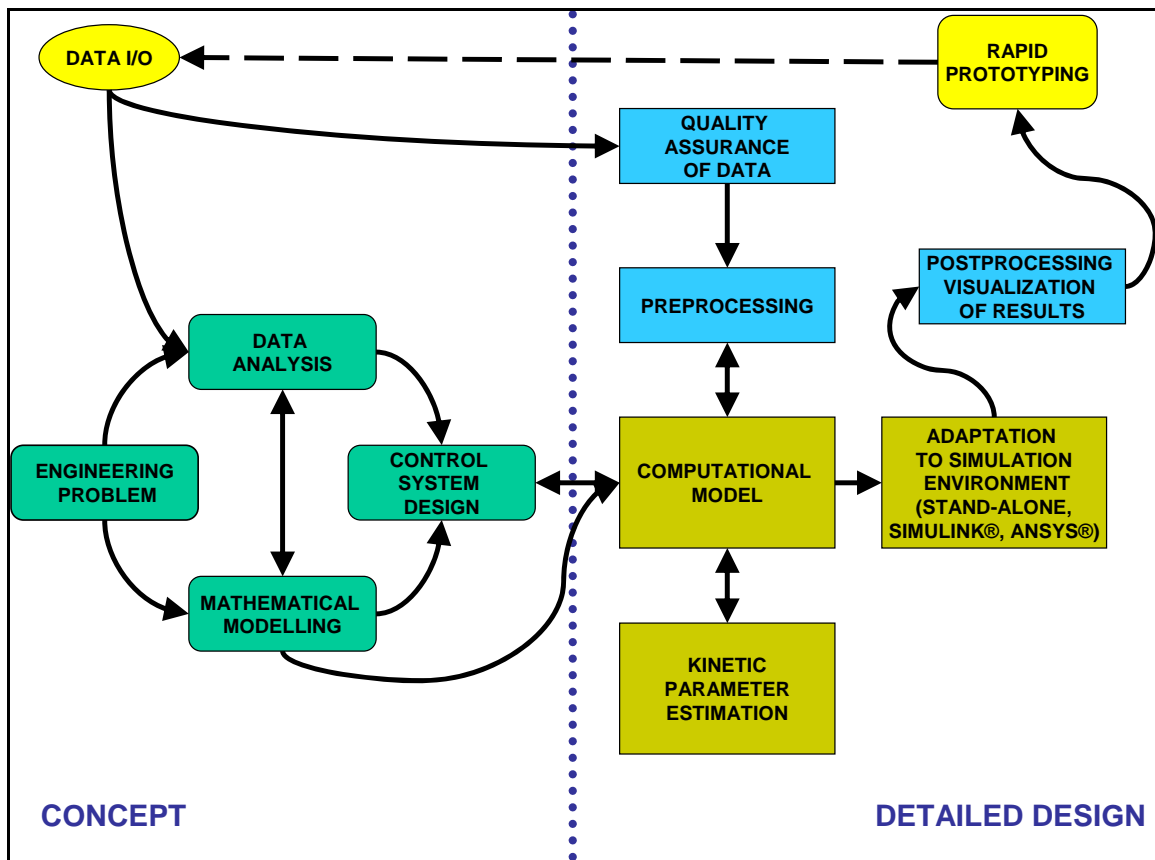 DATA I/O
RAPID
PROTOTYPING
QUALITY
ASSURANCE
OF DATA
PREPROCESSING
POSTPROCESSING
VISUALIZATION
OF RESULTS
DATA
ANALYSIS
ENGINEERING
PROBLEM
CONTROL
SYSTEM
DESIGN
MATHEMATICAL
MODELLING
COMPUTATIONAL
MODEL
ADAPTATION
TO SIMULATION
ENVIRONMENT
(STAND-ALONE,
SIMULINK®, ANSYS®)
KINETIC
PARAMETER
ESTIMATION
CONCEPT
DETAILED DESIGN